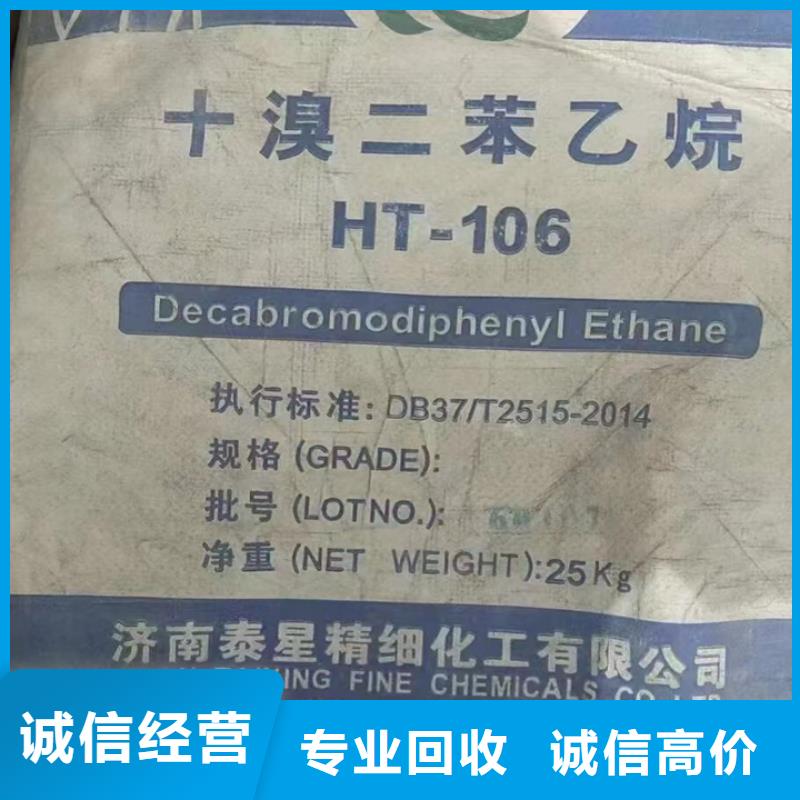 十溴二苯乙烷
HT-106
Decabromodiphenyl Ethane
执行标准: DB37/T2515-2014
规格 (GRADE):
批号 (LOTNO.):
净重 (NET WEIGHT):25Kg
济南泰星精细化工有限公司
FINE CHEMICALS CO.,LTD
诚信经营
专业回收 诚信高价